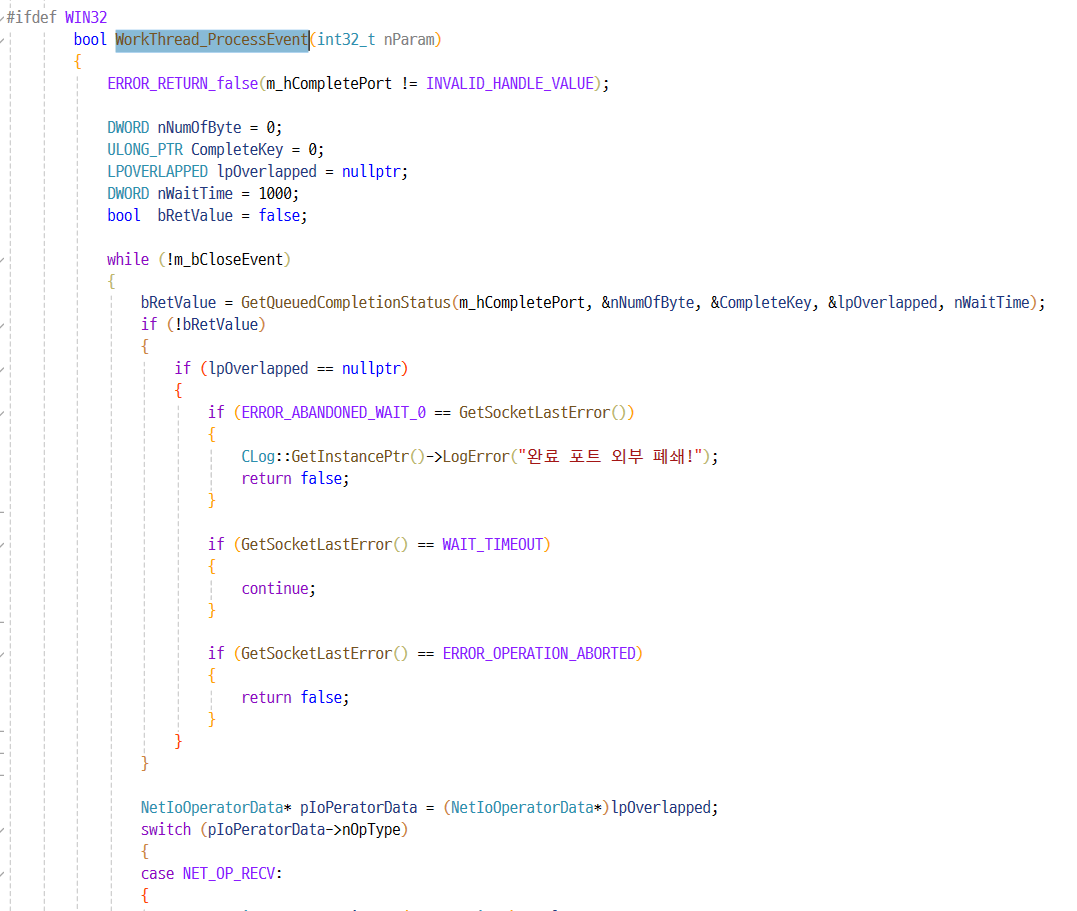 #ifdef WIN32
bool WorkThread_ProcessEvent(int32_t nParam)
{
ERROR_RETURN_false(m_hCompletePort != INVALID_HANDLE_VALUE);
DWORD nNumOfByte = 0;
ULONG_PTR CompleteKey = 0;
LPOVERLAPPED lpOverlapped = nullptr;
DWORD nWaitTime = 1000;
bool  bRetValue = false;
while (!m_bCloseEvent)
{
bRetValue = GetQueuedCompletionStatus(m_hCompletePort, &nNumOfByte, &CompleteKey, &lpOverlapped, nWaitTime);
if (!bRetValue)
{
if (lpOverlapped == nullptr)
{
if (ERROR_ABANDONED_WAIT_0 == GetSocketLastError())
{
CLog::GetInstancePtr()->LogError("완료 포트 외부 폐쇄!");
return false;
}
if (GetSocketLastError() == WAIT_TIMEOUT)
{
continue;
}
if (GetSocketLastError() == ERROR_OPERATION_ABORTED)
{
return false;
}
}
}
NetIoOperatorData* pIoPeratorData = (NetIoOperatorData*)lpOverlapped;
switch (pIoPeratorData->nOpType)
{
case NET_OP_RECV:
{